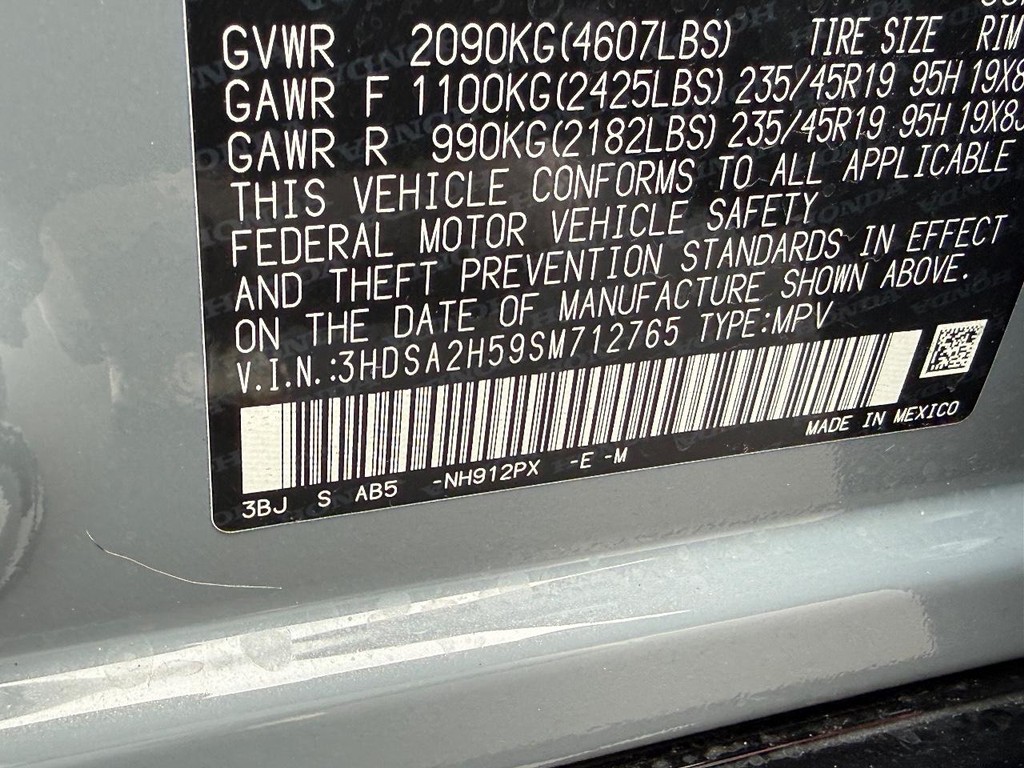 GVWR 2090KG(4607LBS) TIRE SIZE RIM
GAWR F 1100KG(2425LBS) 235/45R19 95H 19X8
GAWR R 990KG(2182LBS) 235/45R19 95H 19X8J
THIS VEHICLE CONFORMS TO ALL APPLICABLE
FEDERAL MOTOR VEHICLE SAFETY
AND THEFT PREVENTION STANDARDS IN EFFECT
ON THE DATE OF MANUFACTURE SHOWN ABOVE.
V.I.N.:3HDSA2H59SM712765 TYPE:MPV
MADE IN MEXICO
3BJ S AB5 -NH912PX -E -M